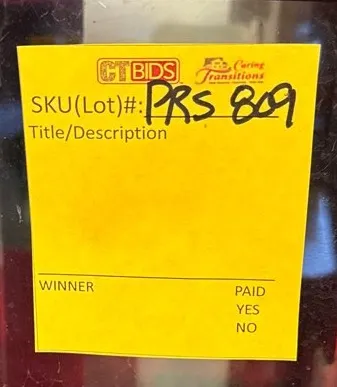 CTBIDS Caring Transitions
SKU(Lot)#: PRS 809
Title/Description
WINNER PAID
YES
NO